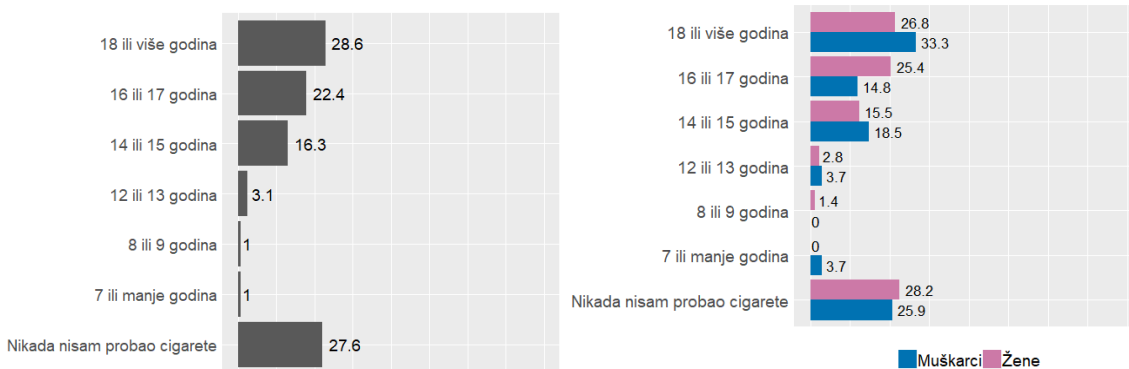 18 ili više godina 28.6
16 ili 17 godina 22.4
14 ili 15 godina 16.3
12 ili 13 godina 3.1
8 ili 9 godina 1
7 ili manje godina 1
Nikada nisam probao cigarete 27.6
18 ili više godina 26.8
33.3
16 ili 17 godina 25.4
14.8
14 ili 15 godina 15.5
18.5
12 ili 13 godina 2.8
3.7
8 ili 9 godina 1.4
0
7 ili manje godina 0
3.7
Nikada nisam probao cigarete 28.2
25.9
Muškarci Žene